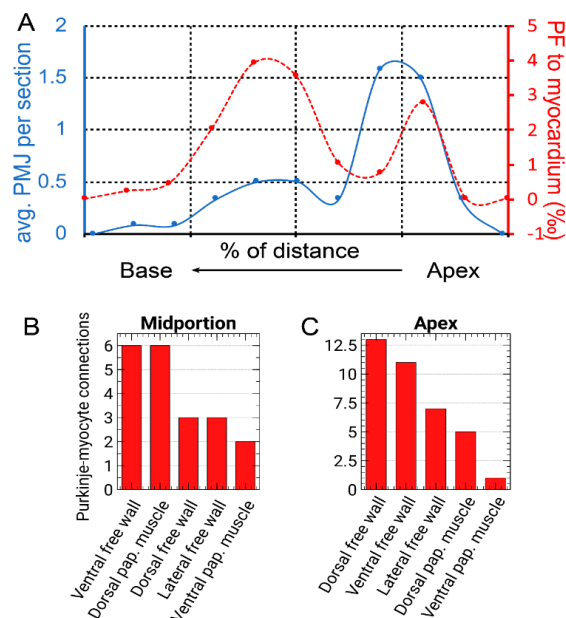 A
2
1.5
1
0.5
0
avg. PMJ per section
5
4
3
2
1
0
-1
PF to myocardium (‰)
% of distance
Base
Apex
B
Midportion
6
5
4
3
2
1
0
Purkinje-myocyte connections
Ventral free wall
Dorsal pap. muscle
Dorsal free wall
Lateral free wall
Ventral pap. muscle
C
Apex
12.5
10
7.5
5
2.5
0
Dorsal free wall
Ventral free wall
Lateral free wall
Dorsal pap. muscle
Ventral pap. muscle